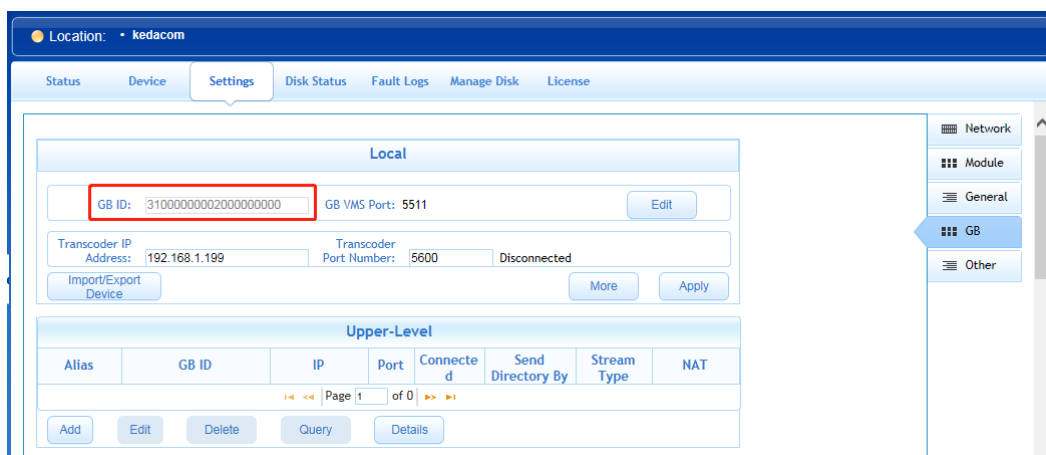 Location: • kedacom
Status Device Settings Disk Status Fault Logs Manage Disk License
Network
Module
General
GB
Other
Local
GB ID: 31000000002000000000 GB VMS Port: 5511 Edit
Transcoder IP Address: 192.168.1.199 Transcoder Port Number: 5600 Disconnected
Import/Export Device More Apply
Upper-Level
Alias GB ID IP Port Connected Send Directory By Stream Type NAT
Page 1 of 0
Add Edit Delete Query Details